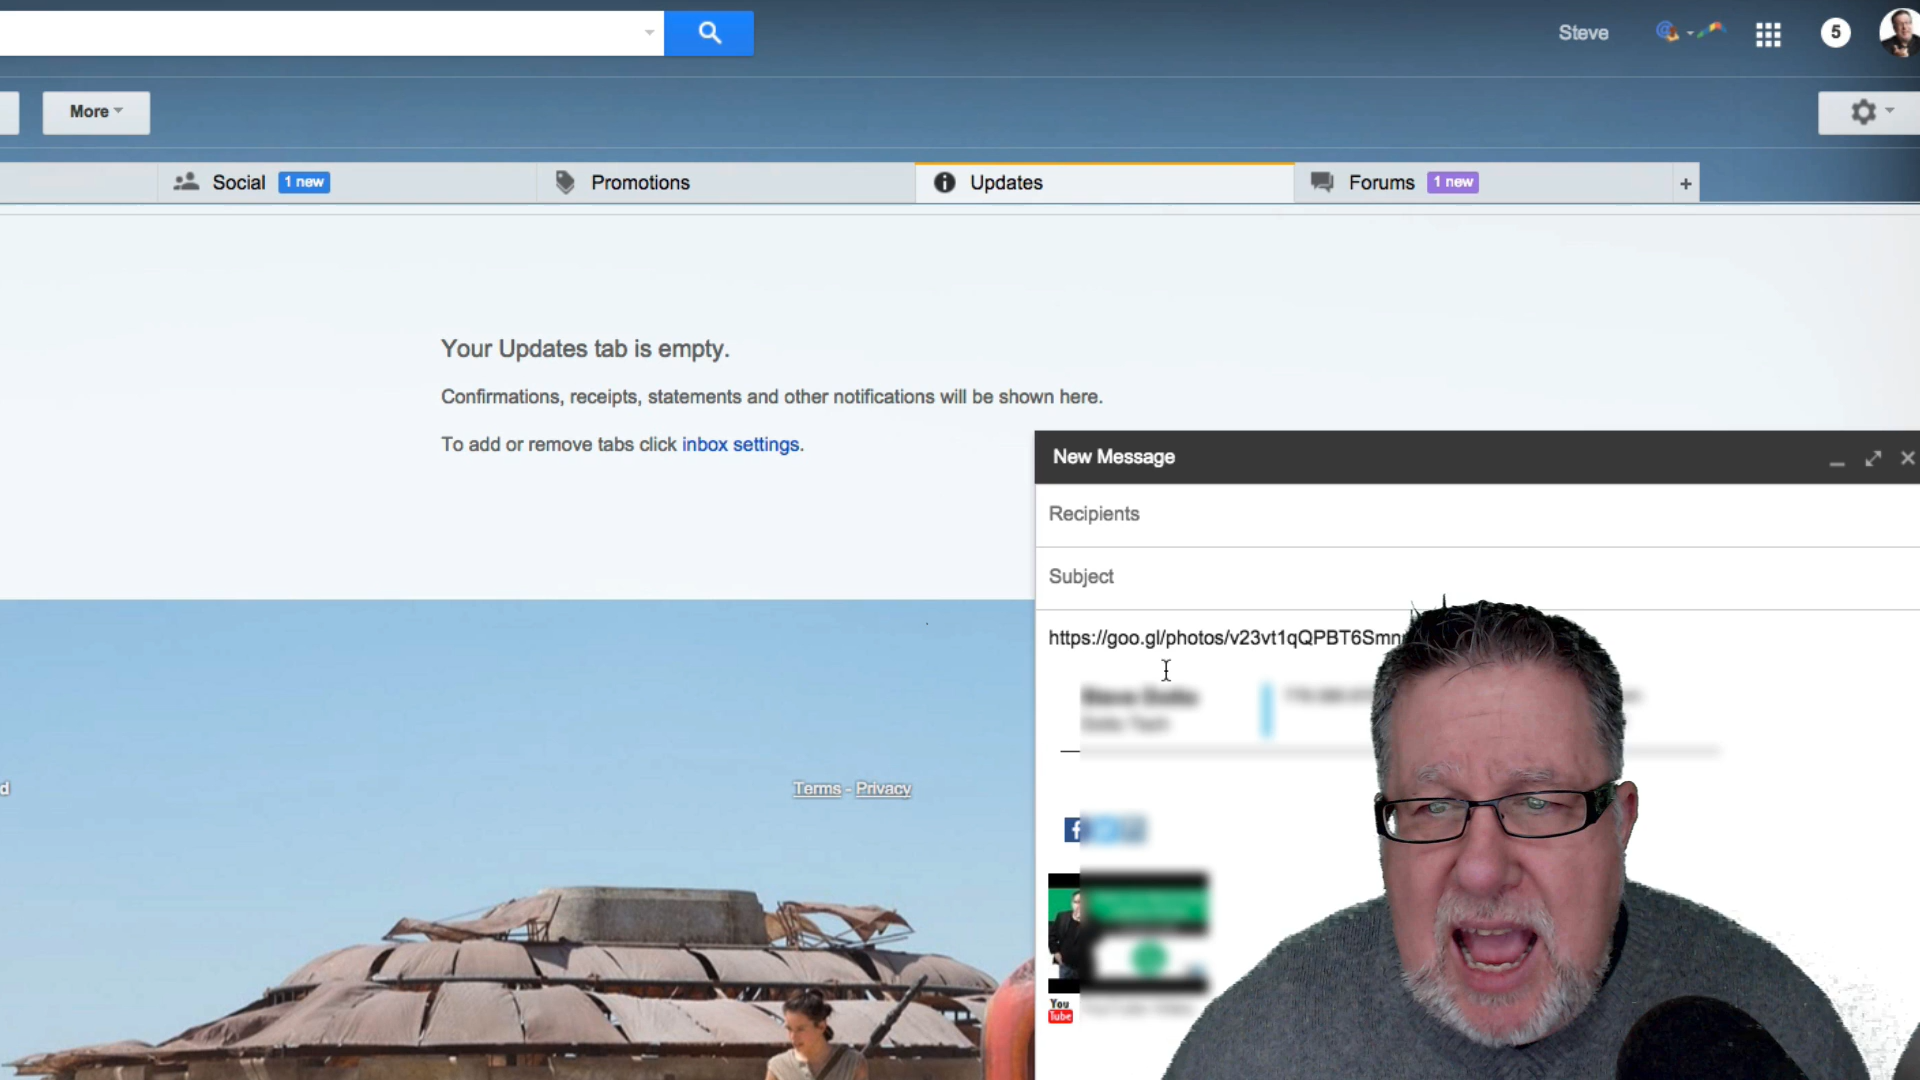 Steve
5
More
Social 1 new
Promotions
Updates
Forums 1 new
+
Your Updates tab is empty.
Confirmations, receipts, statements and other notifications will be shown here.
To add or remove tabs click inbox settings.
New Message
Recipients
Subject
https://goo.gl/photos/v23vt1qQPBT6Smn
d
Terms - Privacy
f
You
Tube